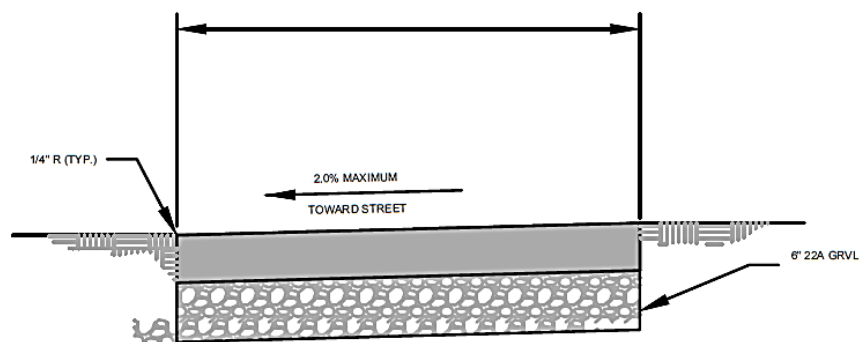 1/4" R (TYP.)
2.0% MAXIMUM
TOWARD STREET
6" 22A GRVL